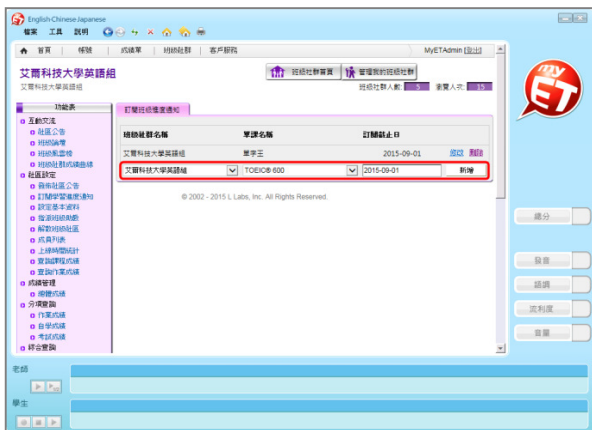 English Chinese Japanese
檔案 工具 說明
首頁 | 帳號 | 成績單 | 班級社群 | 客戶服務
MyETAdmin [登出]
艾爾科技大學英語組
艾爾科技大學英語組
班級社群首頁 管理我的班級社群
班級社群人數: 5 瀏覽人次: 15
功能表
互動交流
社區公告
班級論壇
班級風雲榜
班級社群成績曲線
社區設定
發佈社區公告
訂閱學習進度通知
設定基本資料
指派班級助教
解散班級社區
成員列表
上線時間統計
查詢課程成績
查詢作業成績
成績管理
總體成績
分項查詢
作業成績
自學成績
考試成績
綜合查詢
訂閱班級進度通知
班級社群名稱 單課名稱 訂閱截止日
艾爾科技大學英語組 單字王 2015-09-01 修改 刪除
艾爾科技大學英語組 TOEIC® 600 2015-09-01 新增
© 2002 - 2015 L Labs, Inc. All Rights Reserved.
my
ET
總分
發音
語調
流利度
音量
老師
學生